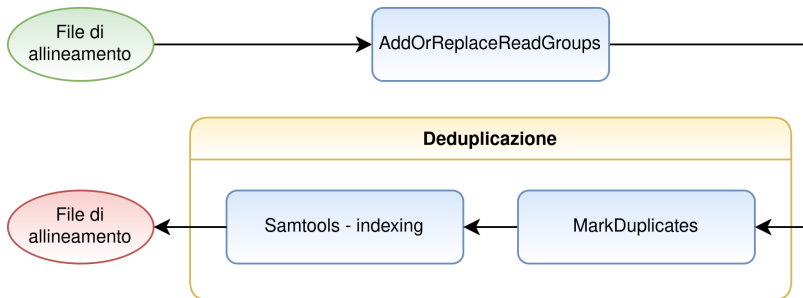 File di
allineamento
AddOrReplaceReadGroups
Deduplicazione
File di
allineamento
Samtools - indexing
MarkDuplicates